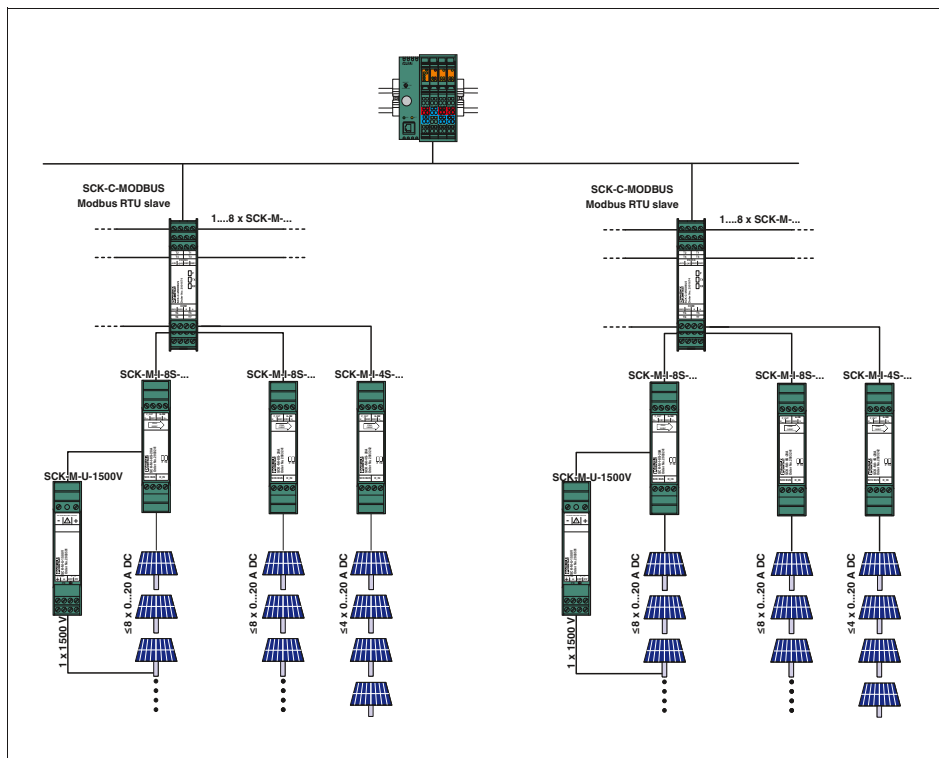 SCK-C-MODBUS
Modbus RTU slave
1....8 x SCK-M-...
SCK-M-I-8S-...
SCK-M-I-8S-...
SCK-M-I-4S-...
SCK-M-U-1500V
1 x 1500 V
≤8 x 0...20 A DC
≤8 x 0...20 A DC
≤4 x 0...20 A DC
SCK-C-MODBUS
Modbus RTU slave
1....8 x SCK-M-...
SCK-M-I-8S-...
SCK-M-I-8S-...
SCK-M-I-4S-...
SCK-M-U-1500V
1 x 1500 V
≤8 x 0...20 A DC
≤8 x 0...20 A DC
≤4 x 0...20 A DC